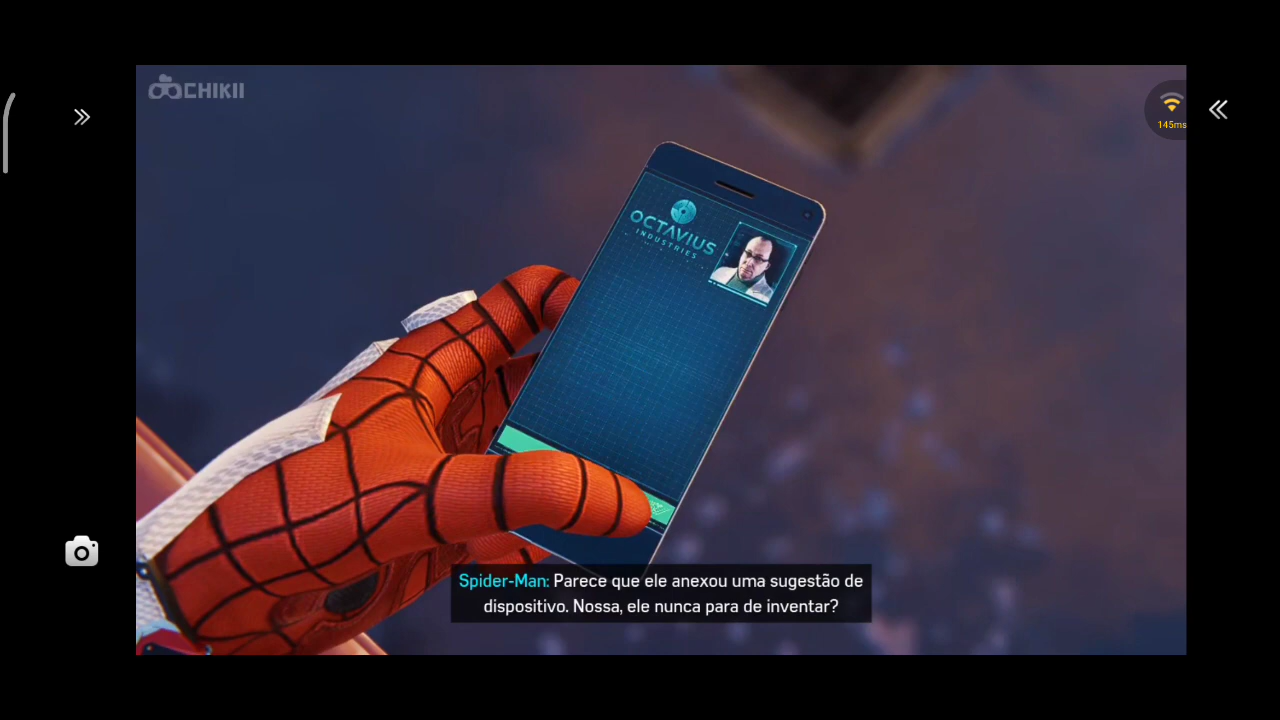 CHIKII
145ms
OCTAVIUS
INDUSTRIES
Spider-Man: Parece que ele anexou uma sugestão de
dispositivo. Nossa, ele nunca para de inventar?